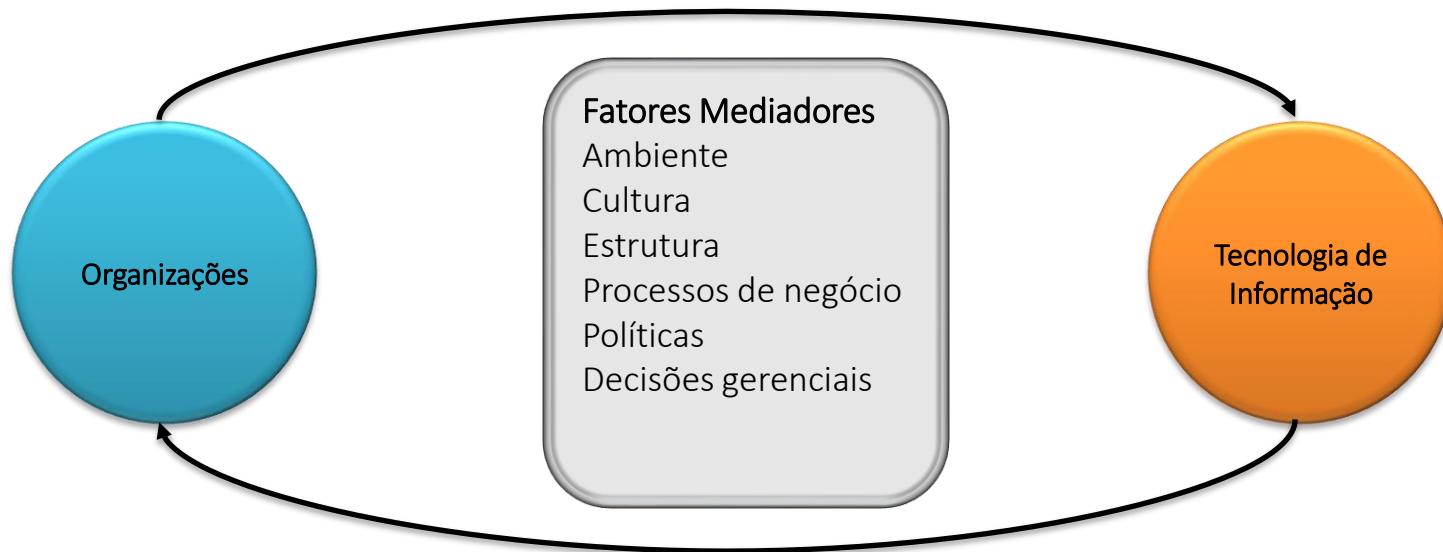 Fatores Mediadores
Ambiente
Cultura
Estrutura
Processos de negócio
Políticas
Decisões gerenciais
Organizações
Tecnologia de
Informação